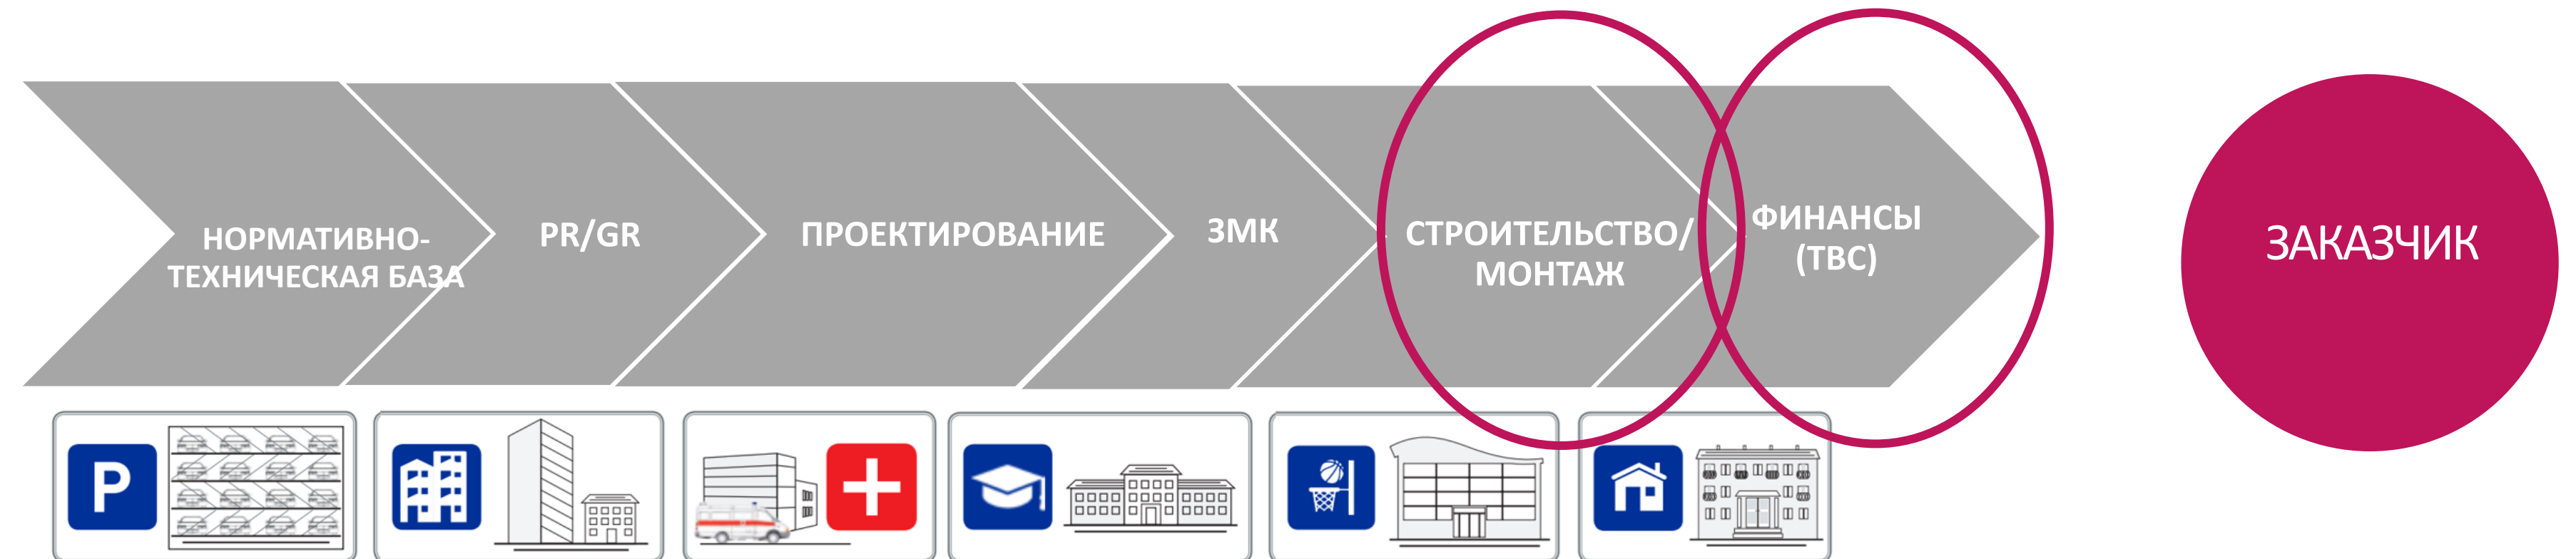 НОРМАТИВНО-
ТЕХНИЧЕСКАЯ БАЗА
PR/GR
ПРОЕКТИРОВАНИЕ
ЗМК
СТРОИТЕЛЬСТВО/
МОНТАЖ
ФИНАНСЫ
(ТВС)
ЗАКАЗЧИК
P